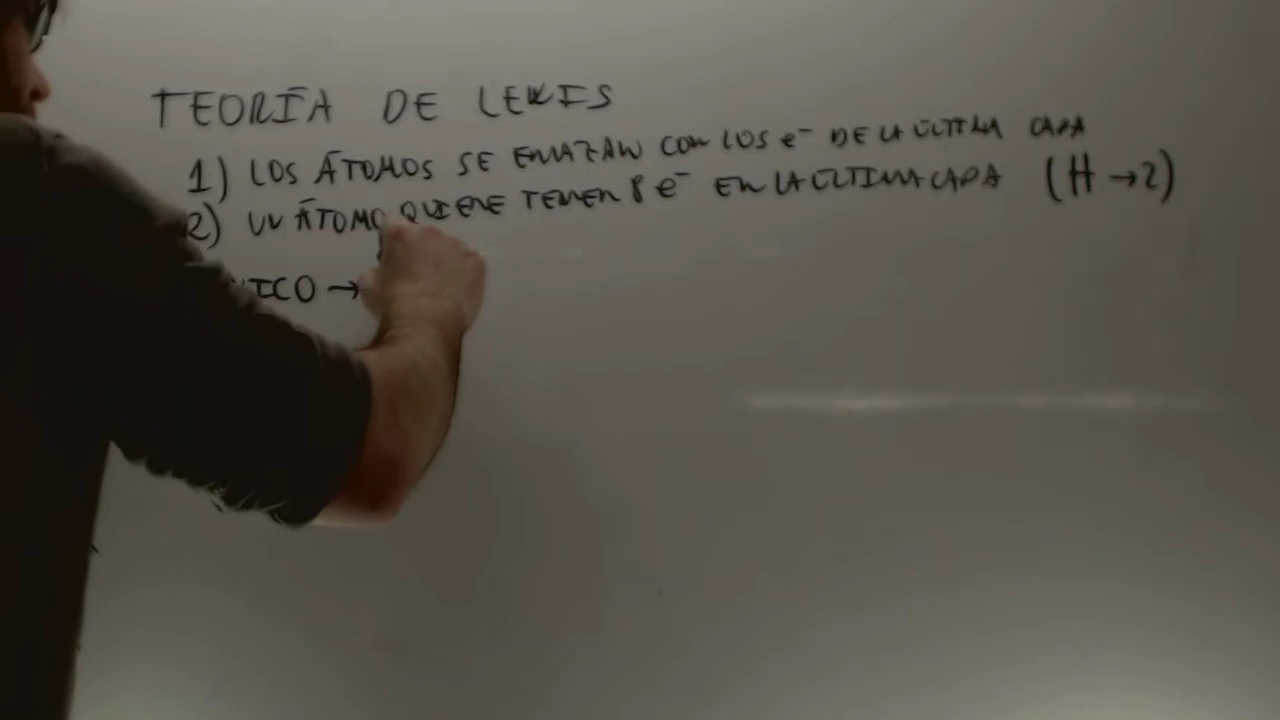 TEORÍA DE LEWIS
1) LOS ÁTOMOS SE ENLAZAN CON LOS e⁻ DE LA ÚLTIMA CAPA
2) UN ÁTOMO QUIERE TENER 8 e⁻ EN LA ÚLTIMA CAPA (H → 2)
ICO →